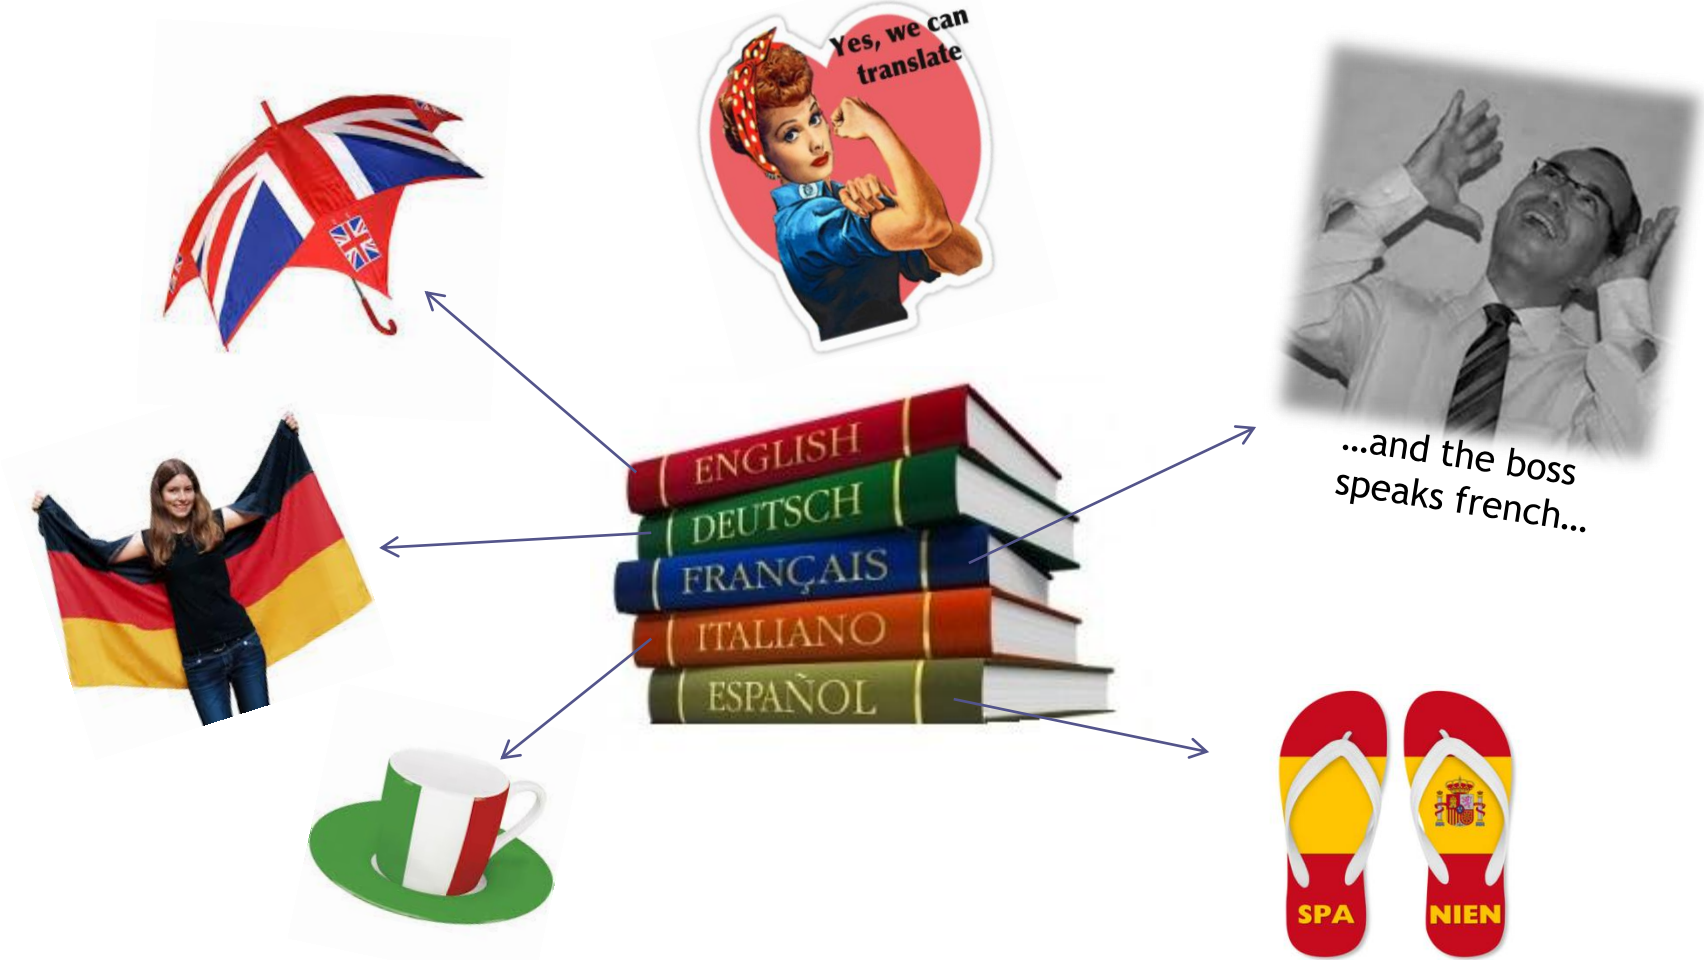 Yes, we can
translate
ENGLISH
DEUTSCH
FRANÇAIS
ITALIANO
ESPAÑOL
...and the boss
speaks french...
SPA NIEN